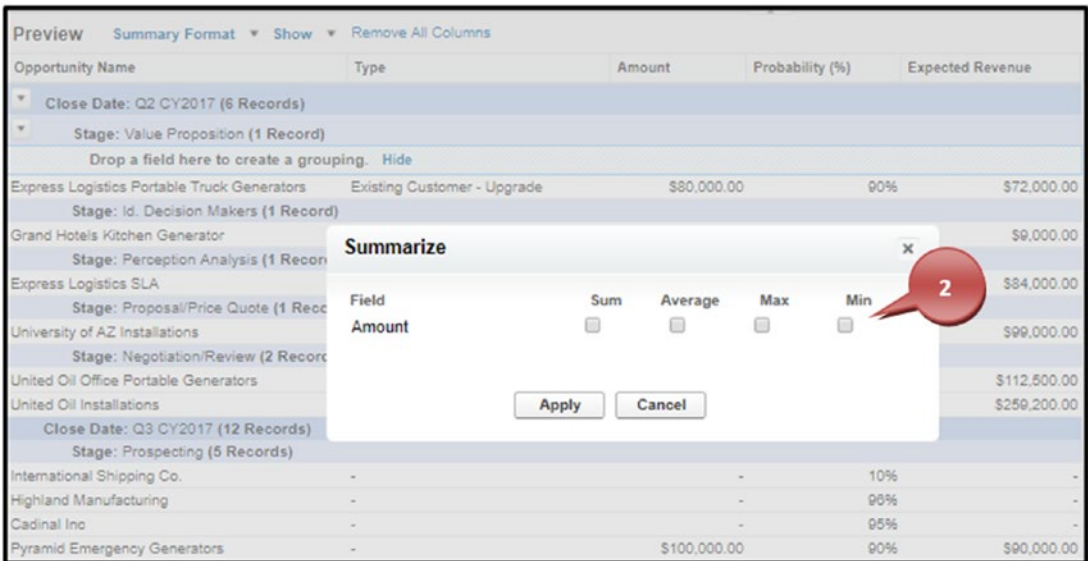 Preview Summary Format Show Remove All Columns
Opportunity Name Type Amount Probability (%) Expected Revenue
Close Date: Q2 CY2017 (6 Records)
Stage: Value Proposition (1 Record)
Drop a field here to create a grouping. Hide
Express Logistics Portable Truck Generators Existing Customer - Upgrade $80,000.00 90% $72,000.00
Stage: Id. Decision Makers (1 Record)
Grand Hotels Kitchen Generator $9,000.00
Summarize x
Stage: Perception Analysis (1 Recor
Express Logistics SLA $84,000.00
2
Field Sum Average Max Min
Stage: Proposal/Price Quote (1 Rec
Amount
University of AZ Installations $99,000.00
Stage: Negotiation/Review (2 Record
United Oil Office Portable Generators $112,500.00
United Oil Installations $259,200.00
Apply Cancel
Close Date: Q3 CY2017 (12 Records)
Stage: Prospecting (5 Records)
International Shipping Co. - - 10% -
Highland Manufacturing - - 96% -
Cadinal Inc - - 95% -
Pyramid Emergency Generators - $100,000.00 90% $90,000.00